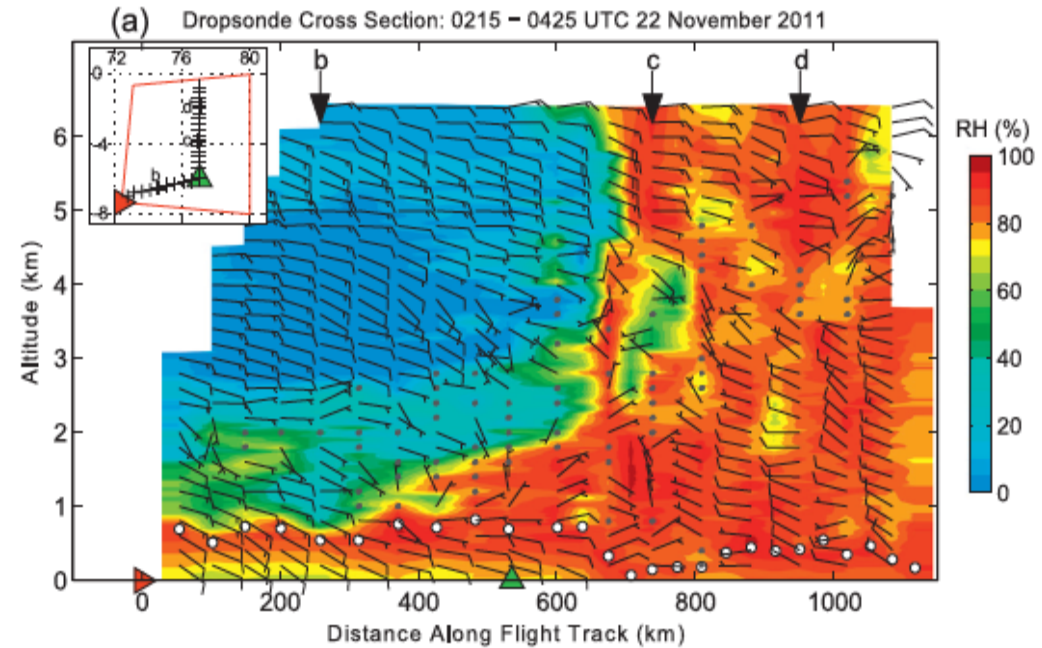 (a) Dropsonde Cross Section: 0215 – 0425 UTC 22 November 2011
72 76 80
0
-4
-8
b
c
d
b c d
RH (%)
100
80
60
40
20
0
Altitude (km)
6
5
4
3
2
1
0
0 200 400 600 800 1000
Distance Along Flight Track (km)